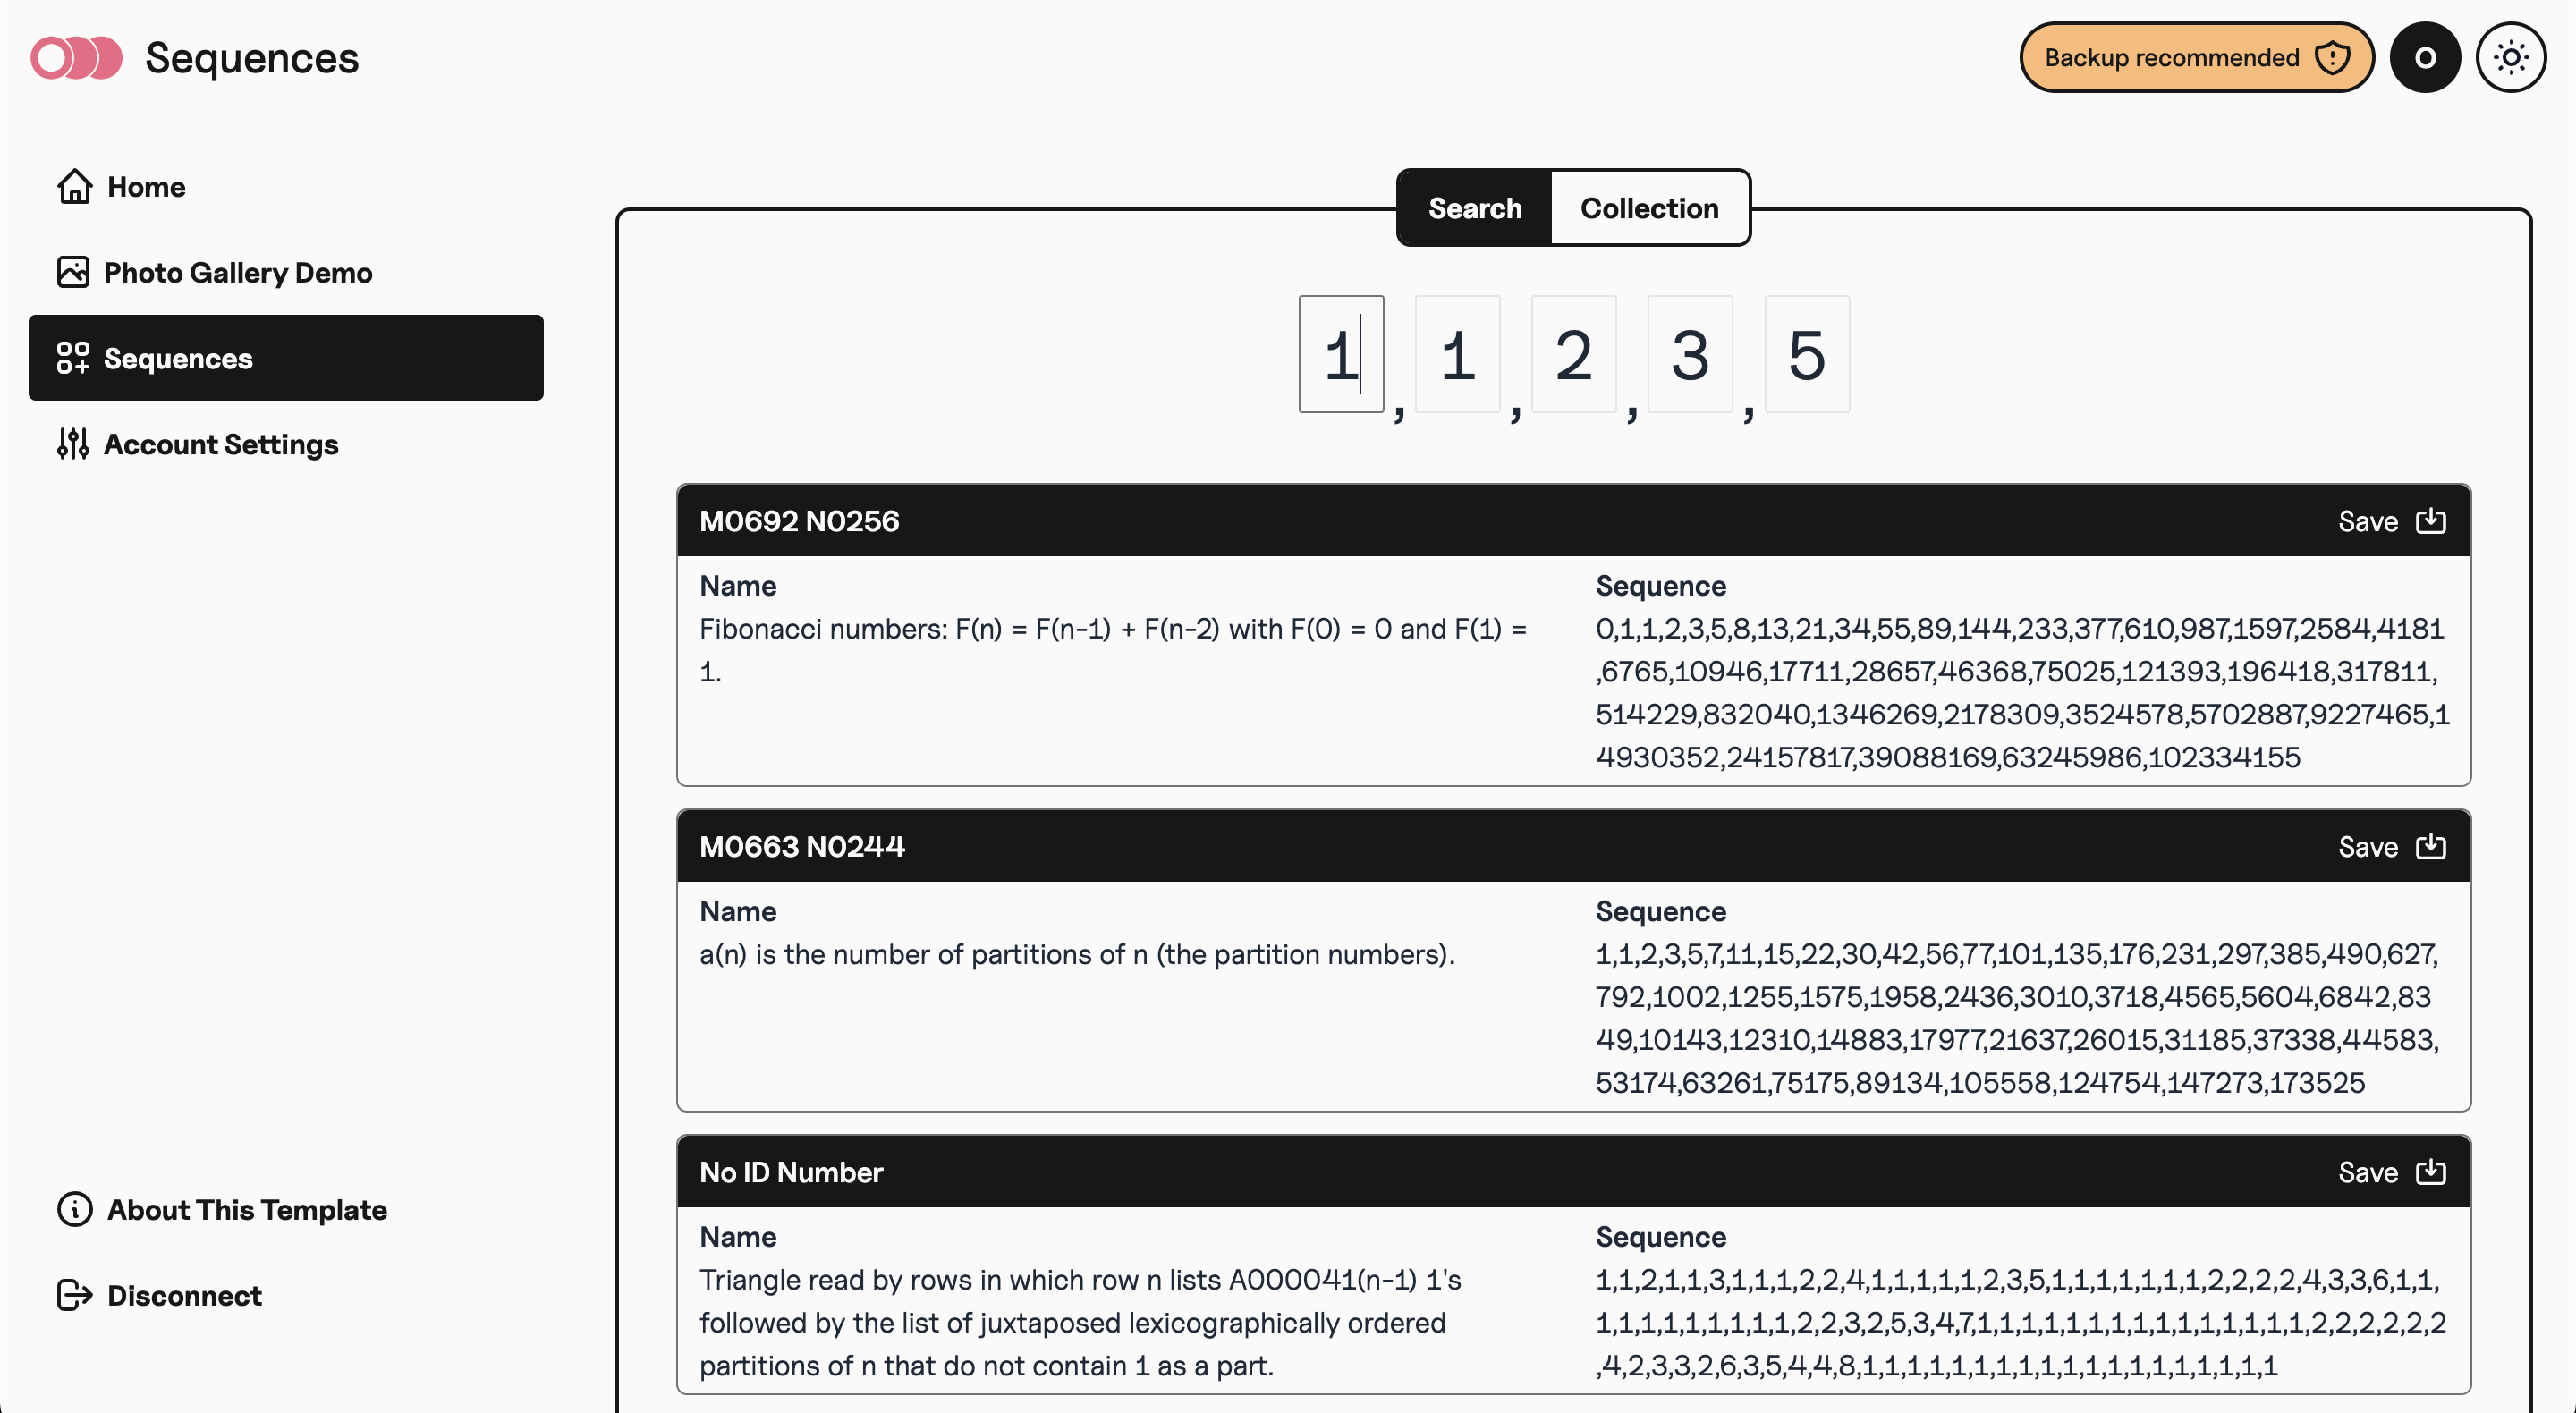 Sequences
Backup recommended
O
Home
Photo Gallery Demo
Sequences
Account Settings
About This Template
Disconnect
Search
Collection
1, 1, 2, 3, 5
M0692 N0256
Save
Name
Fibonacci numbers: F(n) = F(n-1) + F(n-2) with F(0) = 0 and F(1) =
1.
Sequence
0,1,1,2,3,5,8,13,21,34,55,89,144,233,377,610,987,1597,2584,4181
,6765,10946,17711,28657,46368,75025,121393,196418,317811,
514229,832040,1346269,2178309,3524578,5702887,9227465,1
4930352,24157817,39088169,63245986,102334155
M0663 N0244
Save
Name
a(n) is the number of partitions of n (the partition numbers).
Sequence
1,1,2,3,5,7,11,15,22,30,42,56,77,101,135,176,231,297,385,490,627,
792,1002,1255,1575,1958,2436,3010,3718,4565,5604,6842,83
49,10143,12310,14883,17977,21637,26015,31185,37338,44583,
53174,63261,75175,89134,105558,124754,147273,173525
No ID Number
Save
Name
Triangle read by rows in which row n lists A000041(n-1) 1's
followed by the list of juxtaposed lexicographically ordered
partitions of n that do not contain 1 as a part.
Sequence
1,1,2,1,1,3,1,1,1,2,2,4,1,1,1,1,1,2,3,5,1,1,1,1,1,1,1,2,2,2,2,4,3,3,6,1,1,
1,1,1,1,1,1,1,1,1,2,2,3,2,5,3,4,7,1,1,1,1,1,1,1,1,1,1,1,1,1,1,1,2,2,2,2,2,2
,4,2,3,3,2,6,3,5,4,4,8,1,1,1,1,1,1,1,1,1,1,1,1,1,1,1,1,1,1,1